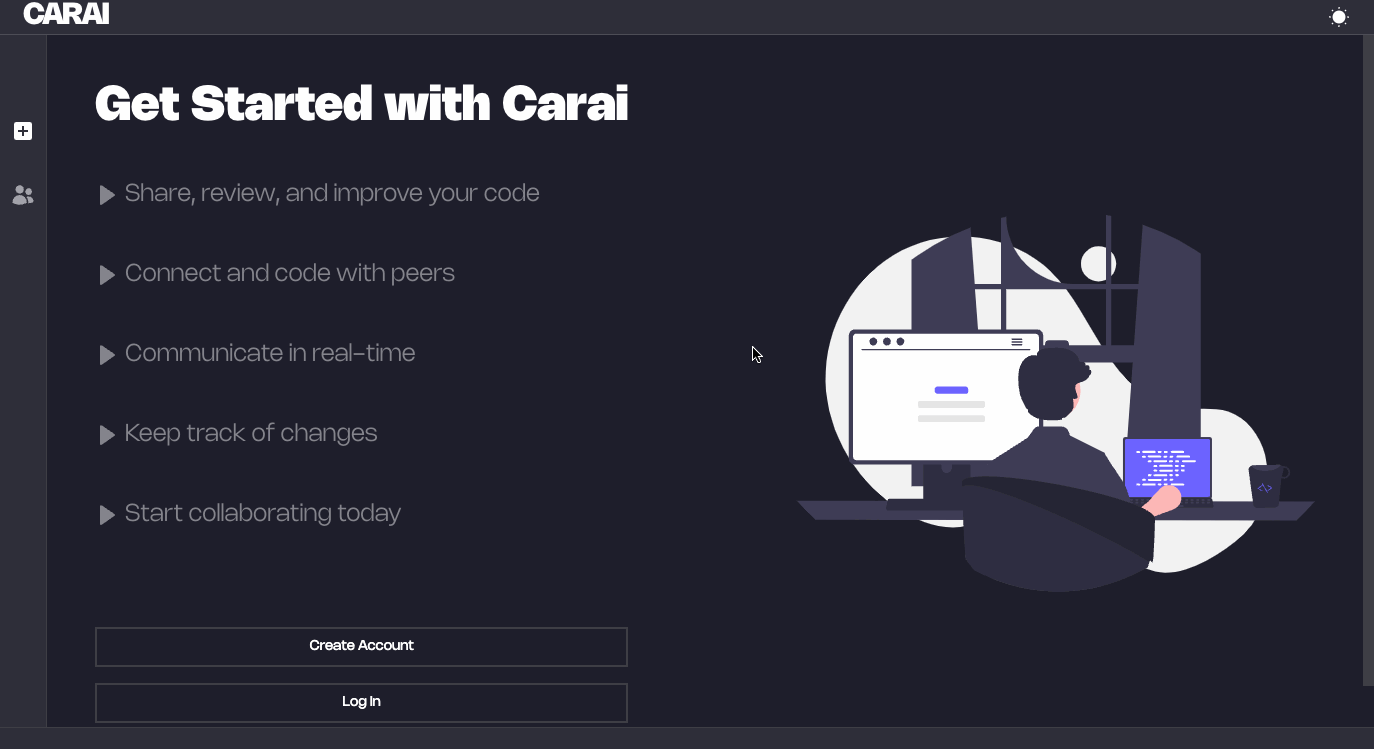 CARAI
Get Started with Carai
Share, review, and improve your code
Connect and code with peers
Communicate in real-time
Keep track of changes
Start collaborating today
Create Account
Log In